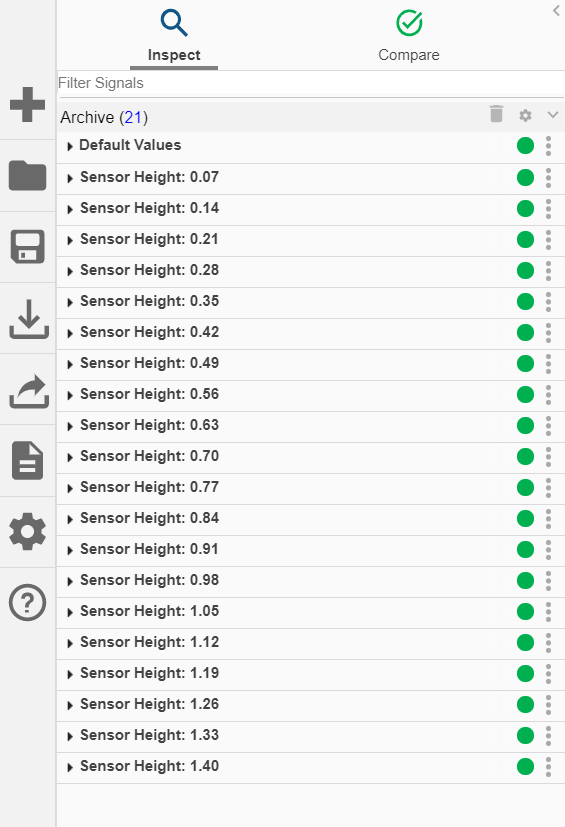 Inspect
Compare
Filter Signals
Archive (21)
Default Values
Sensor Height: 0.07
Sensor Height: 0.14
Sensor Height: 0.21
Sensor Height: 0.28
Sensor Height: 0.35
Sensor Height: 0.42
Sensor Height: 0.49
Sensor Height: 0.56
Sensor Height: 0.63
Sensor Height: 0.70
Sensor Height: 0.77
Sensor Height: 0.84
Sensor Height: 0.91
Sensor Height: 0.98
Sensor Height: 1.05
Sensor Height: 1.12
Sensor Height: 1.19
Sensor Height: 1.26
Sensor Height: 1.33
Sensor Height: 1.40